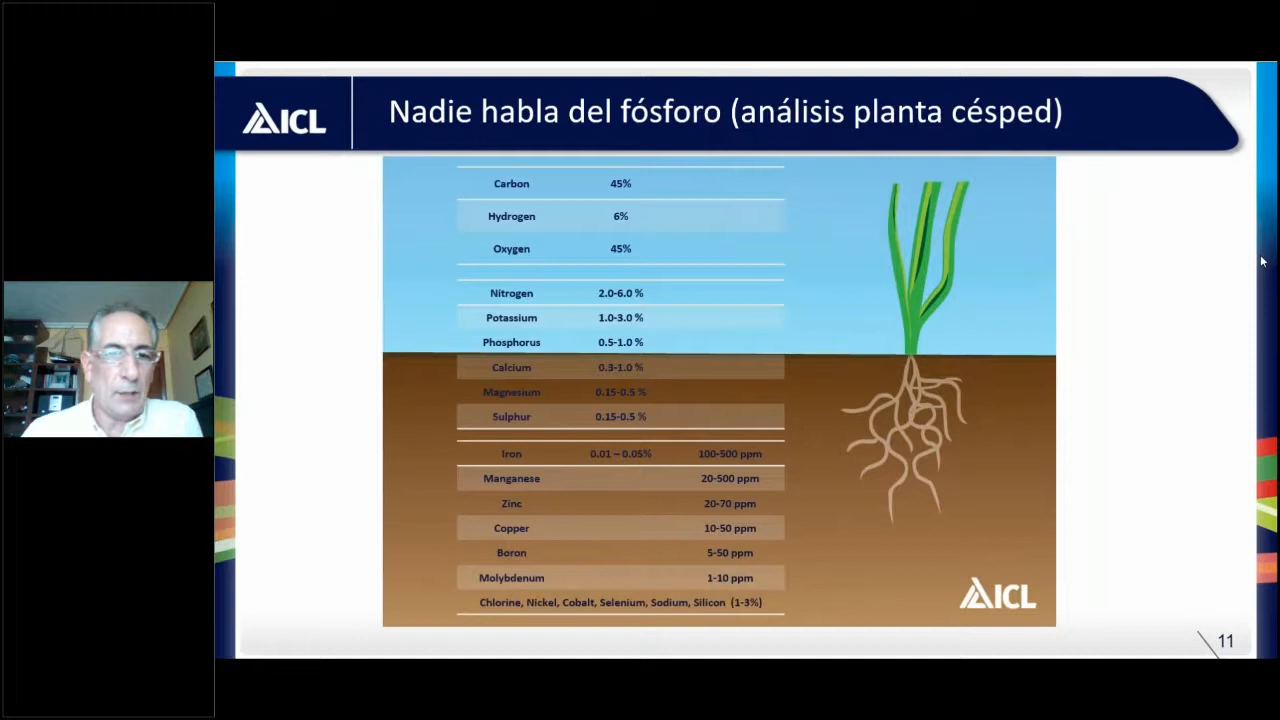 AICL
Nadie habla del fósforo (análisis planta césped)
Carbon 45%
Hydrogen 6%
Oxygen 45%
Nitrogen 2.0-6.0 %
Potassium 1.0-3.0 %
Phosphorus 0.5-1.0 %
Calcium 0.3-1.0 %
Magnesium 0.15-0.5 %
Sulphur 0.15-0.5 %
Iron 0.01 – 0.05% 100-500 ppm
Manganese 20-500 ppm
Zinc 20-70 ppm
Copper 10-50 ppm
Boron 5-50 ppm
Molybdenum 1-10 ppm
Chlorine, Nickel, Cobalt, Selenium, Sodium, Silicon (1-3%)
ICL
11